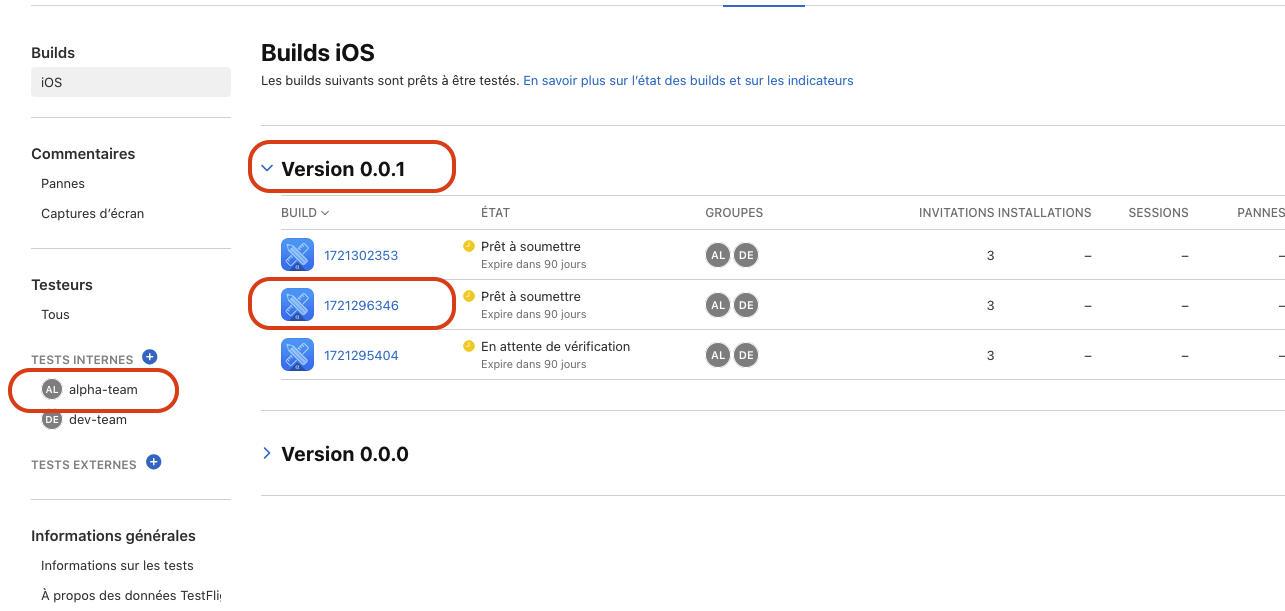 Builds
iOS
Commentaires
Pannes
Captures d’écran
Testeurs
Tous
TESTS INTERNES
AL alpha-team
DE dev-team
TESTS EXTERNES
Informations générales
Informations sur les tests
À propos des données TestFli
Builds iOS
Les builds suivants sont prêts à être testés. En savoir plus sur l’état des builds et sur les indicateurs
Version 0.0.1
BUILD ÉTAT GROUPES INVITATIONS INSTALLATIONS SESSIONS PANNES
1721302353 Prêt à soumettre AL DE 3 – – –
Expire dans 90 jours
1721296346 Prêt à soumettre AL DE 3 – – –
Expire dans 90 jours
1721295404 En attente de vérification AL DE 3 – – –
Expire dans 90 jours
Version 0.0.0